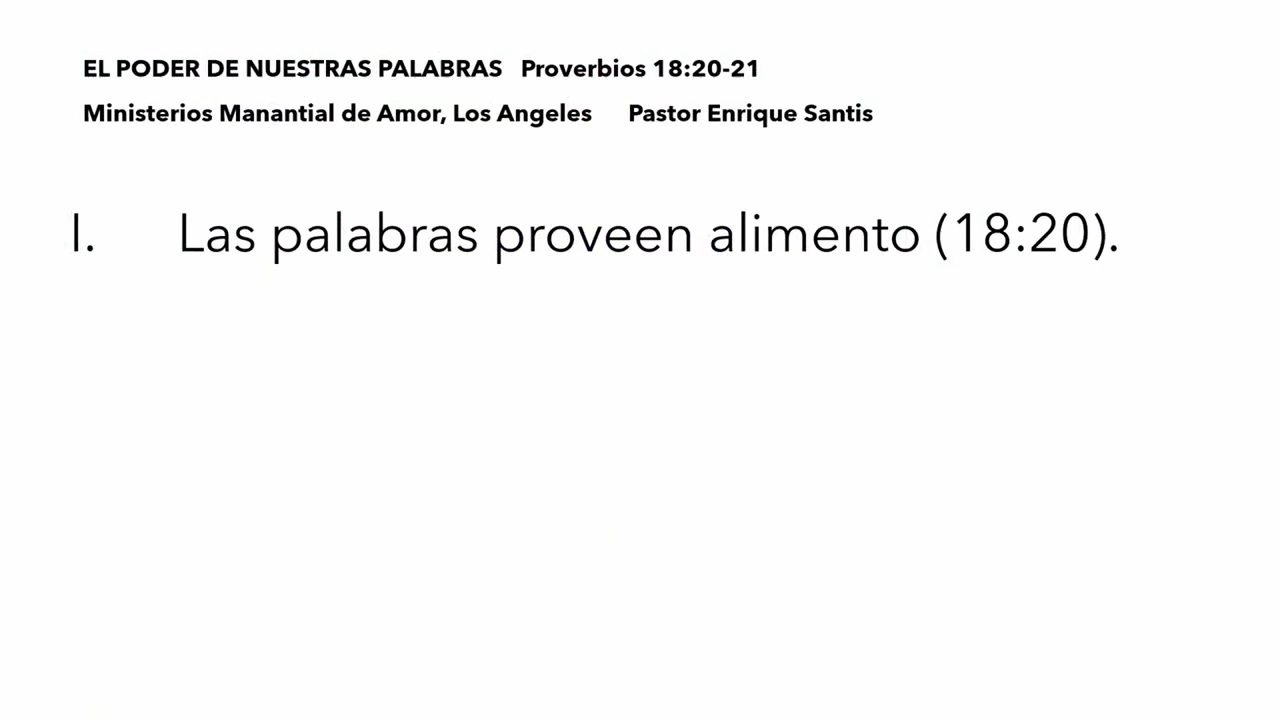 EL PODER DE NUESTRAS PALABRAS Proverbios 18:20-21
Ministerios Manantial de Amor, Los Angeles Pastor Enrique Santis
I. Las palabras proveen alimento (18:20).